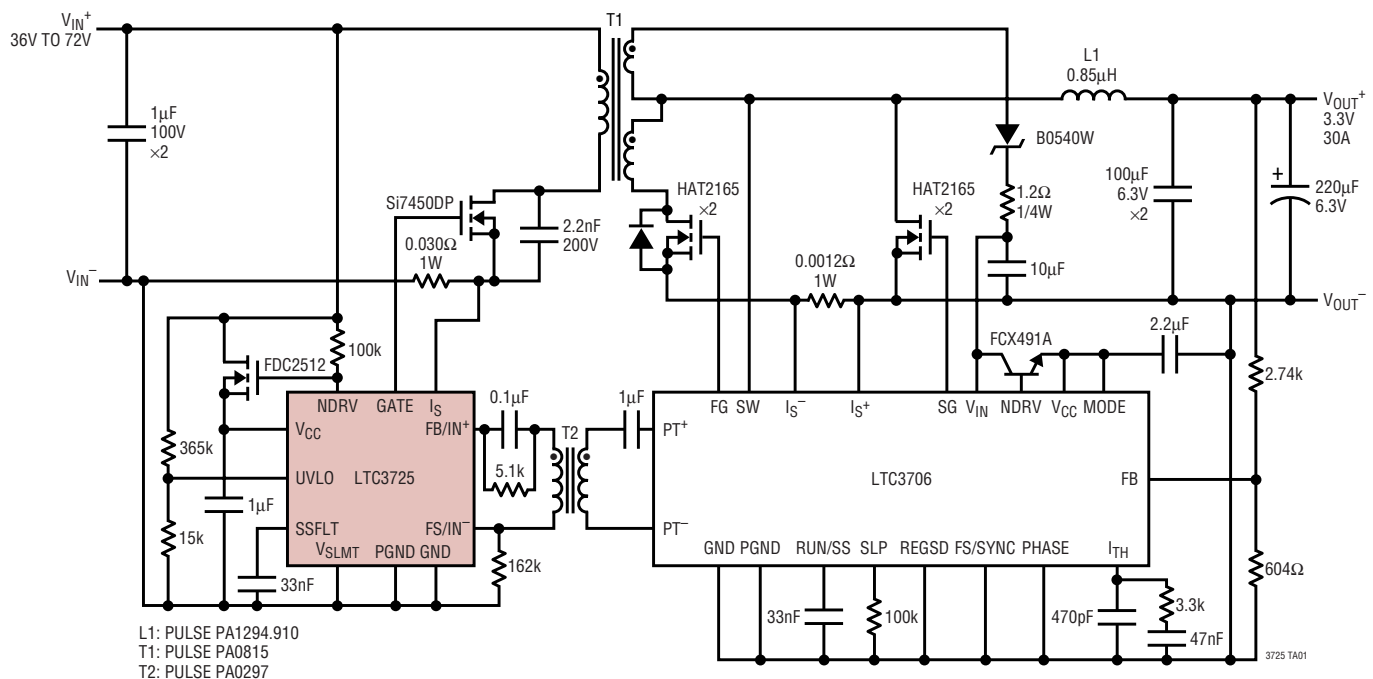 VIN+
36V TO 72V
1µF
100V
×2
T1
L1
0.85µH
VOUT+
3.3V
30A
B0540W
Si7450DP
HAT2165
×2
HAT2165
×2
1.2Ω
1/4W
100µF
6.3V
×2
+
220µF
6.3V
2.2nF
200V
0.030Ω
1W
VIN−
0.0012Ω
1W
10µF
VOUT−
FCX491A
2.2µF
100k
FDC2512
2.74k
NDRV GATE IS
FG SW IS− IS+ SG VIN NDRV VCC MODE
VCC
FB/IN+
0.1µF
T2
1µF
PT+
365k
5.1k
UVLO
LTC3725
LTC3706
FB
1µF
15k
SSFLT
FS/IN−
PT−
VSLMT PGND GND
GND PGND RUN/SS SLP REGSD FS/SYNC PHASE ITH
33nF
162k
604Ω
33nF
100k
470pF
3.3k
47nF
L1: PULSE PA1294.910
T1: PULSE PA0815
T2: PULSE PA0297
3725 TA01